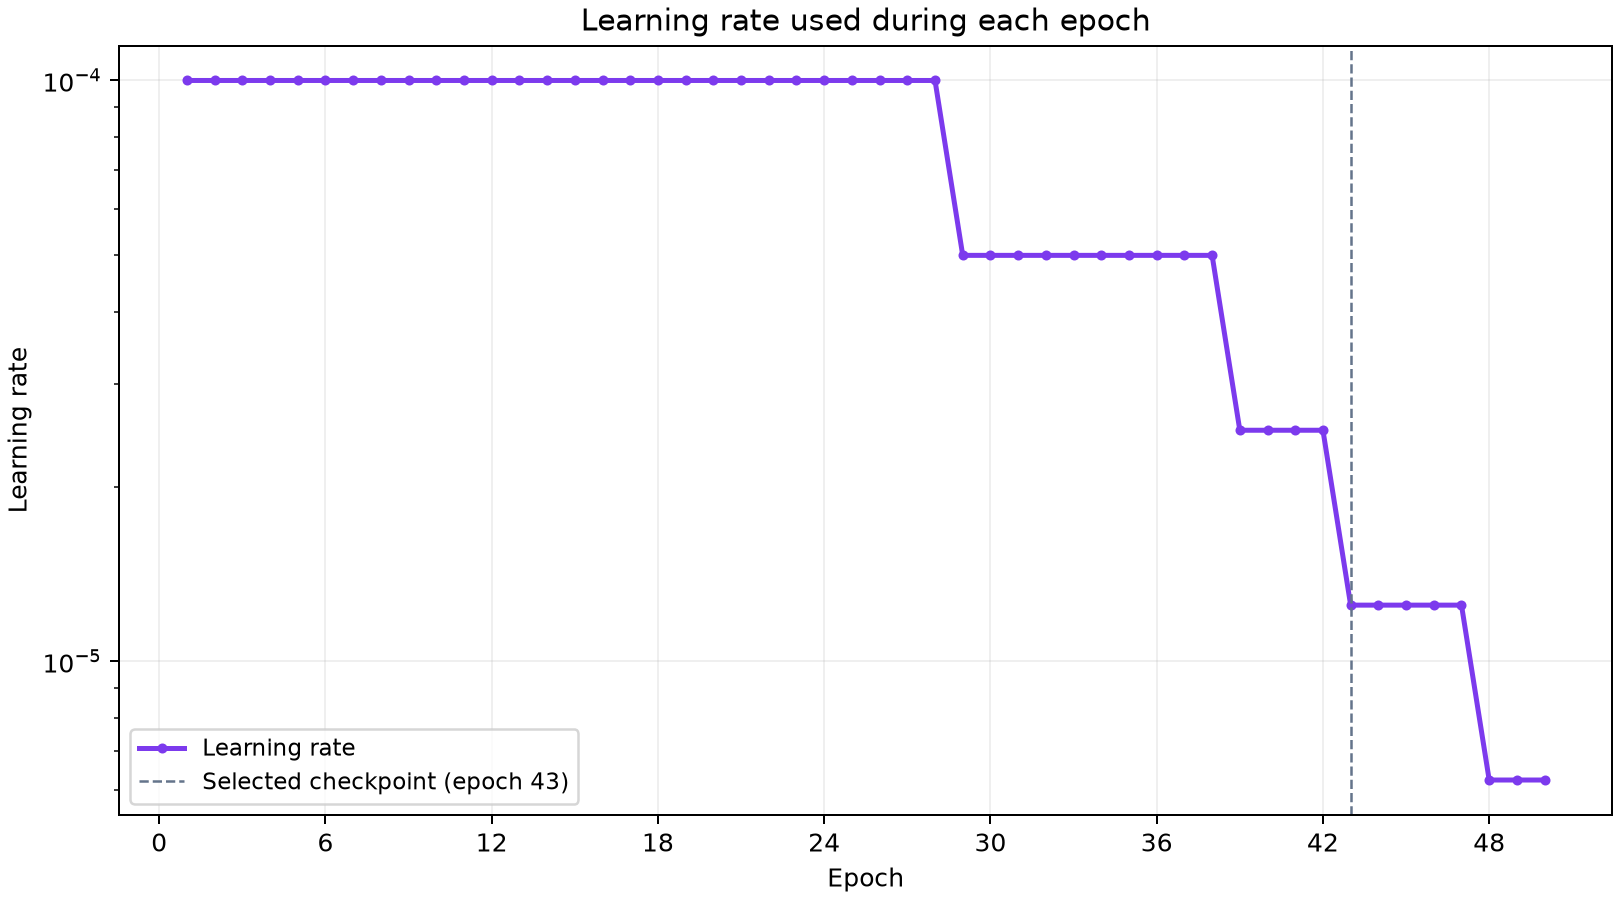 Learning rate used during each epoch
10⁻⁴
10⁻⁵
Learning rate
Learning rate
Selected checkpoint (epoch 43)
0 6 12 18 24 30 36 42 48
Epoch